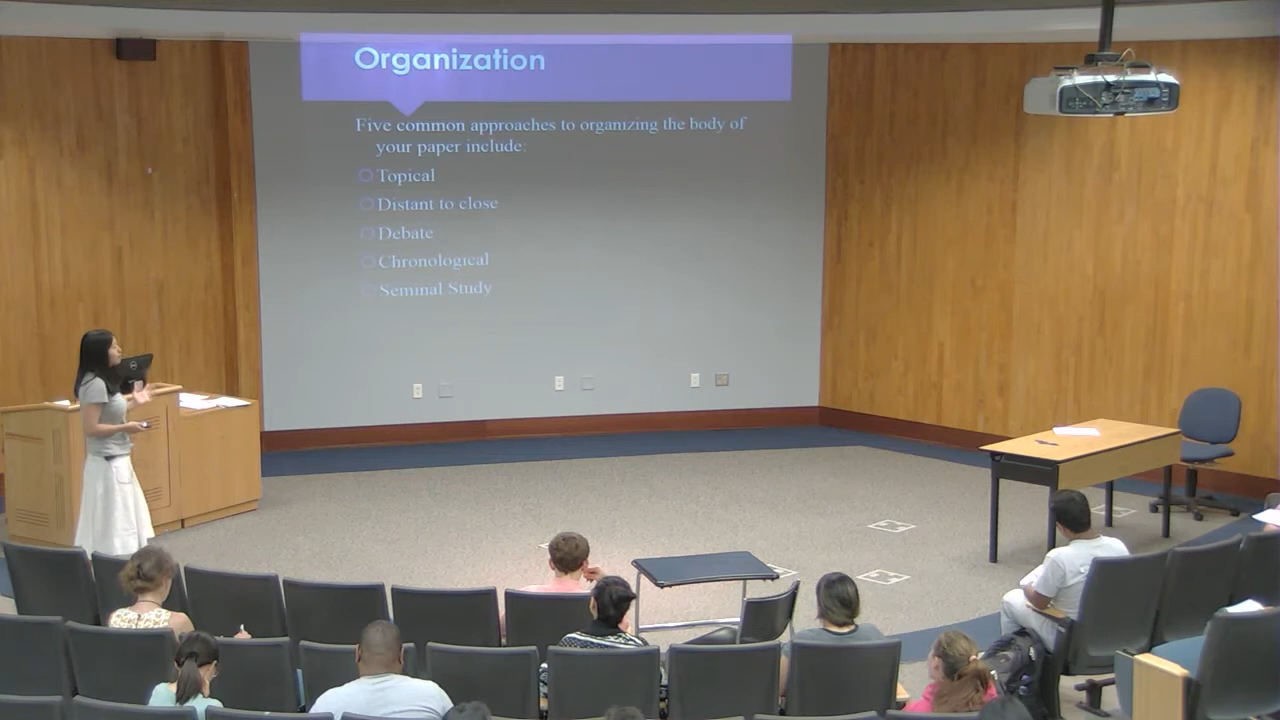 Organization
Five common approaches to organizing the body of
your paper include:
Topical
Distant to close
Debate
Chronological
Seminal Study